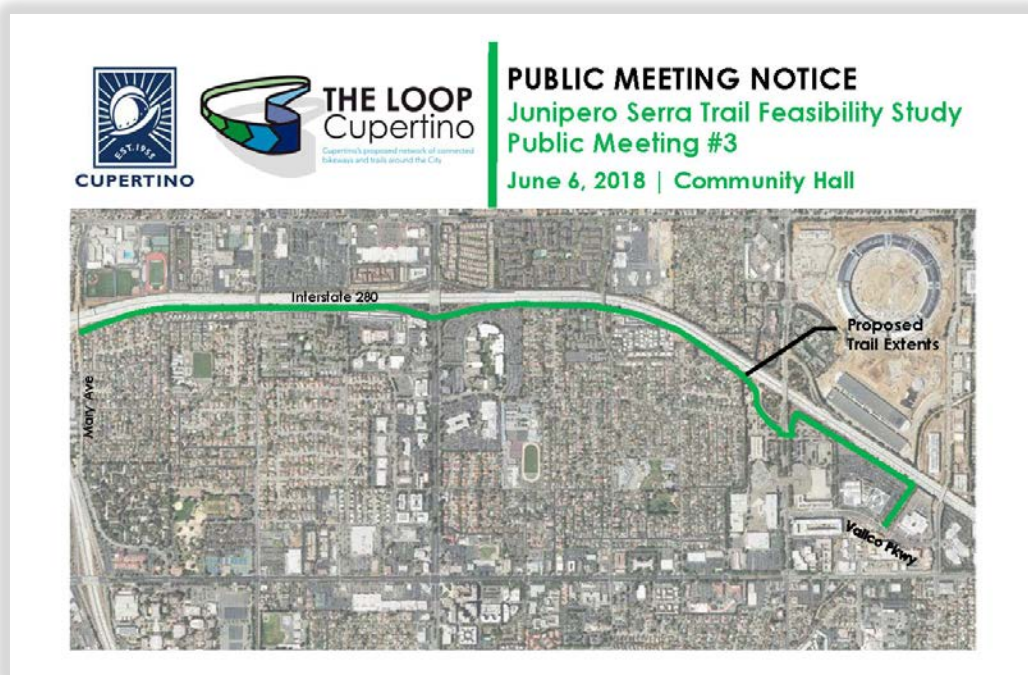 EST. 1955
CUPERTINO
THE LOOP
Cupertino
Cupertino's proposed network of connected
bikeways and trails around the City
PUBLIC MEETING NOTICE
Junipero Serra Trail Feasibility Study
Public Meeting #3
June 6, 2018 | Community Hall
Interstate 280
Proposed
Trail Extents
Mary Ave
Vallco Pkwy